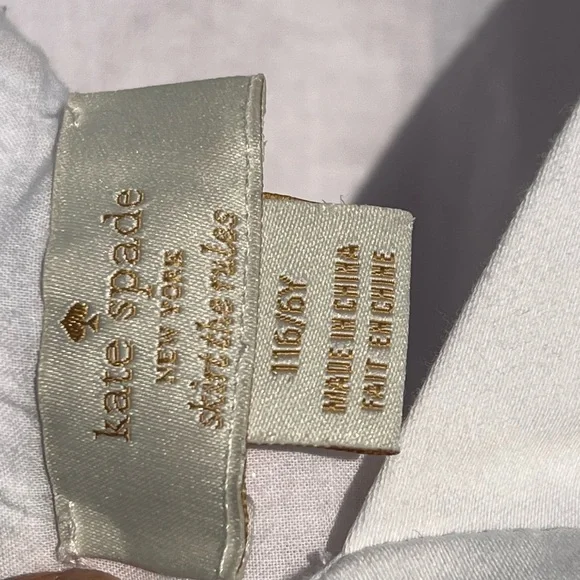 kate spade
NEW YORK
skirt the rules
116/6Y
MADE IN CHINA
FAIT EN CHINE